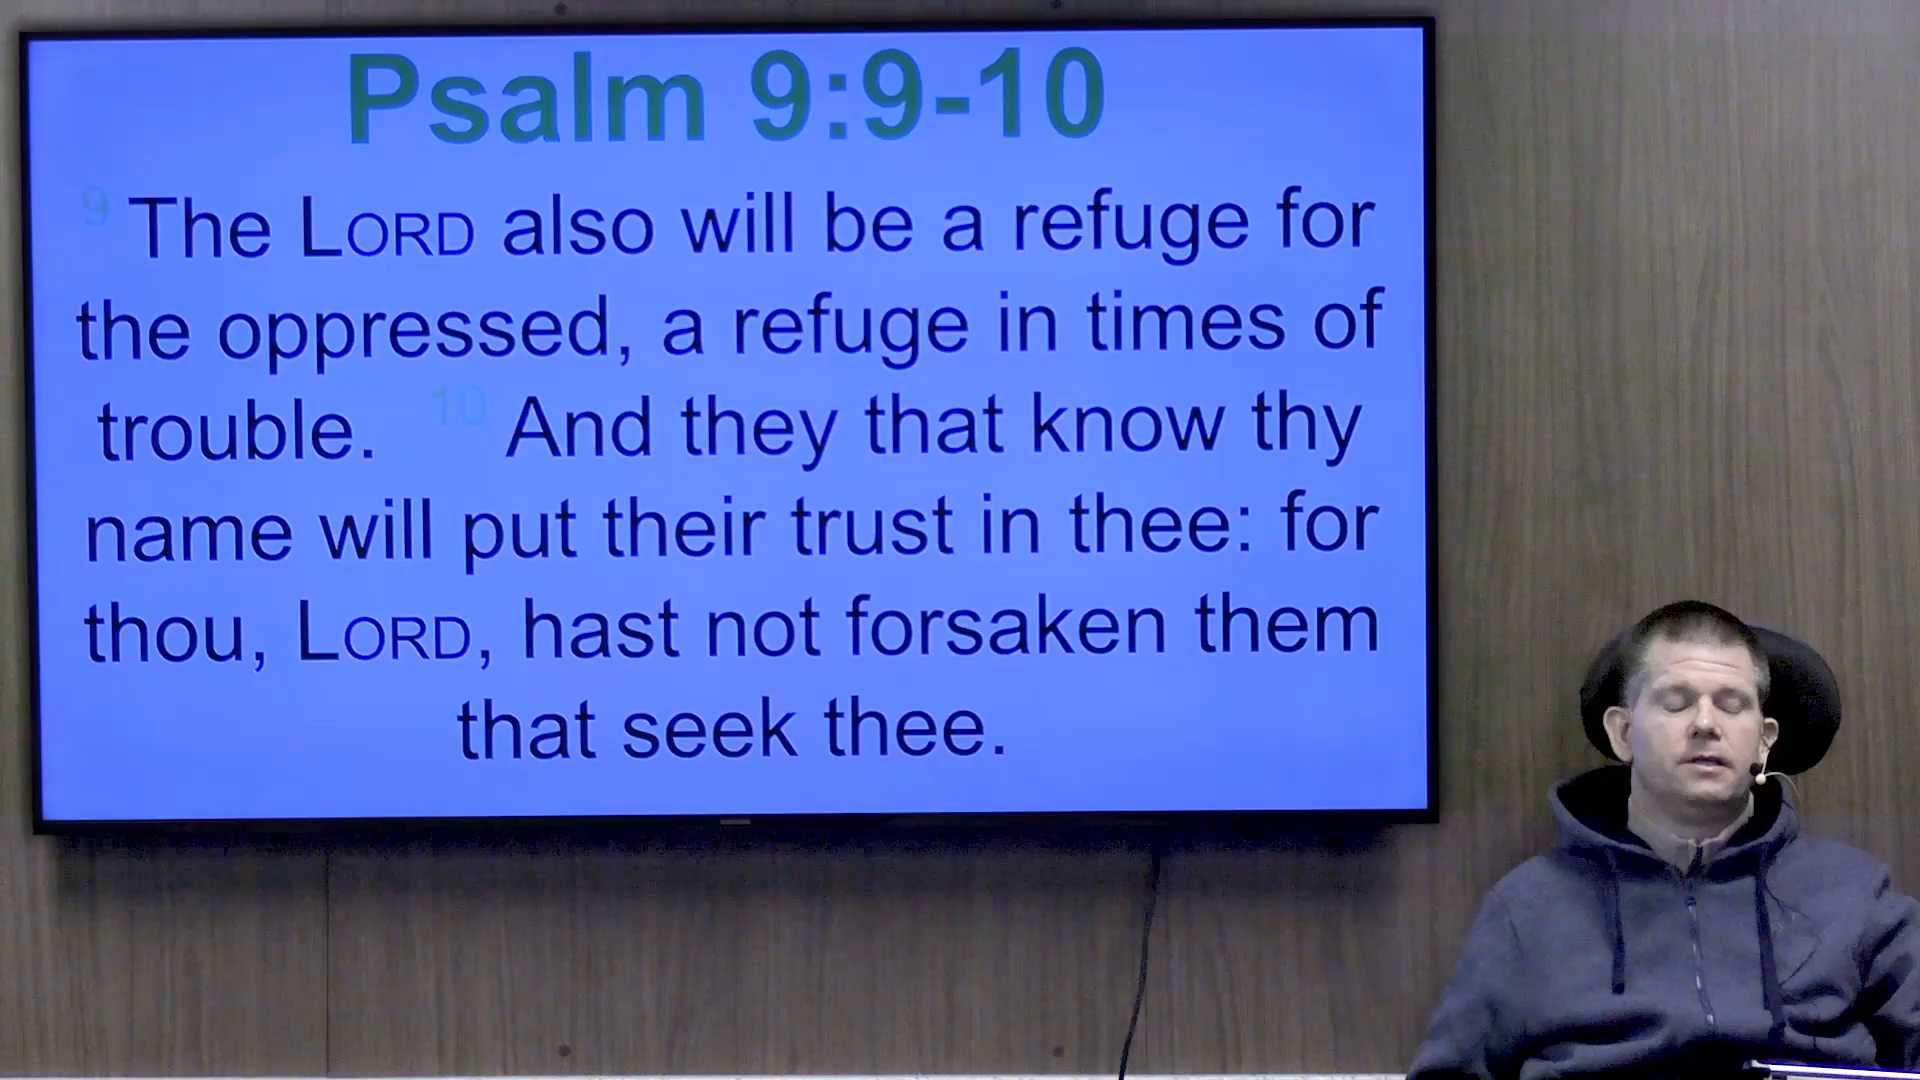 Psalm 9:9-10
9 The LORD also will be a refuge for
the oppressed, a refuge in times of
trouble. 10 And they that know thy
name will put their trust in thee: for
thou, LORD, hast not forsaken them
that seek thee.